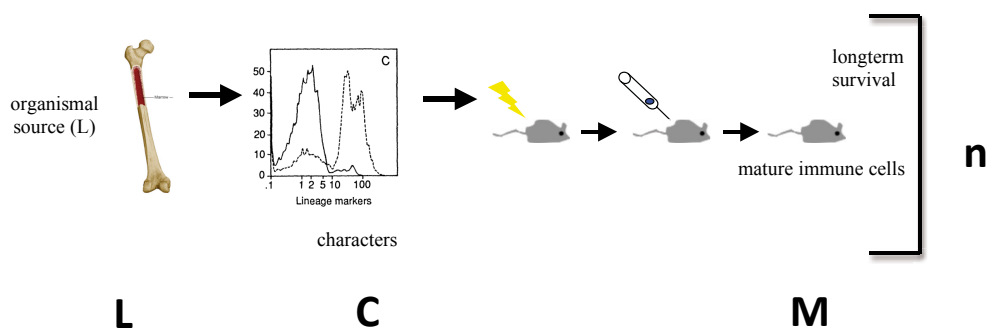 organismal
source (L)
Marrow
C
50
40
30
20
10
0
.1
1
2
5
10
100
Lineage markers
characters
longterm
survival
mature immune cells
n
L
C
M